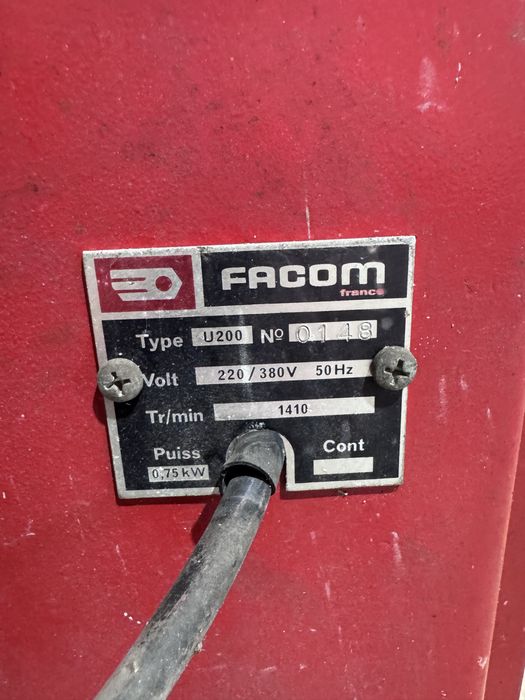 FACOM
france
Type U200 Nº 0148
Volt 220/380V 50Hz
Tr/min 1410
Puiss Cont
0,75kW